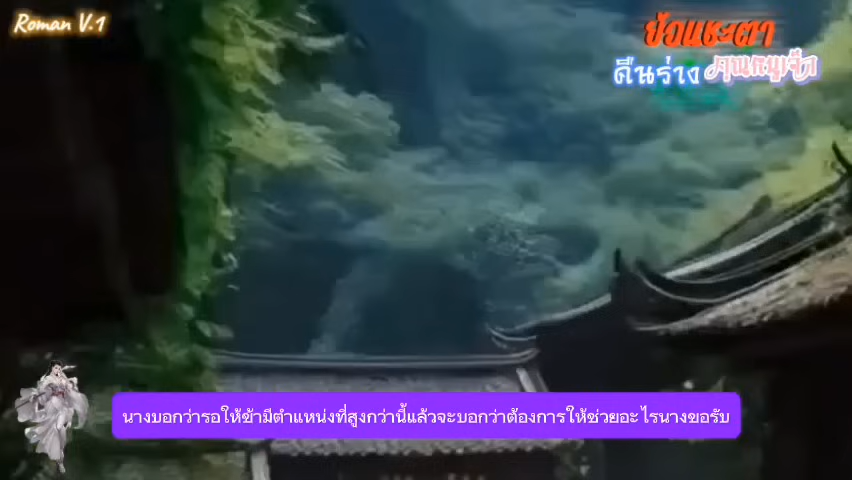 Roman V.1
ย้อนชะตา
คืนร่าง คุณหนูเจ้า
นางบอกว่ารอให้ข้ามีตำแหน่งที่สูงกว่านี้แล้วจะบอกว่าต้องการให้ช่วยอะไรนางขอรับ